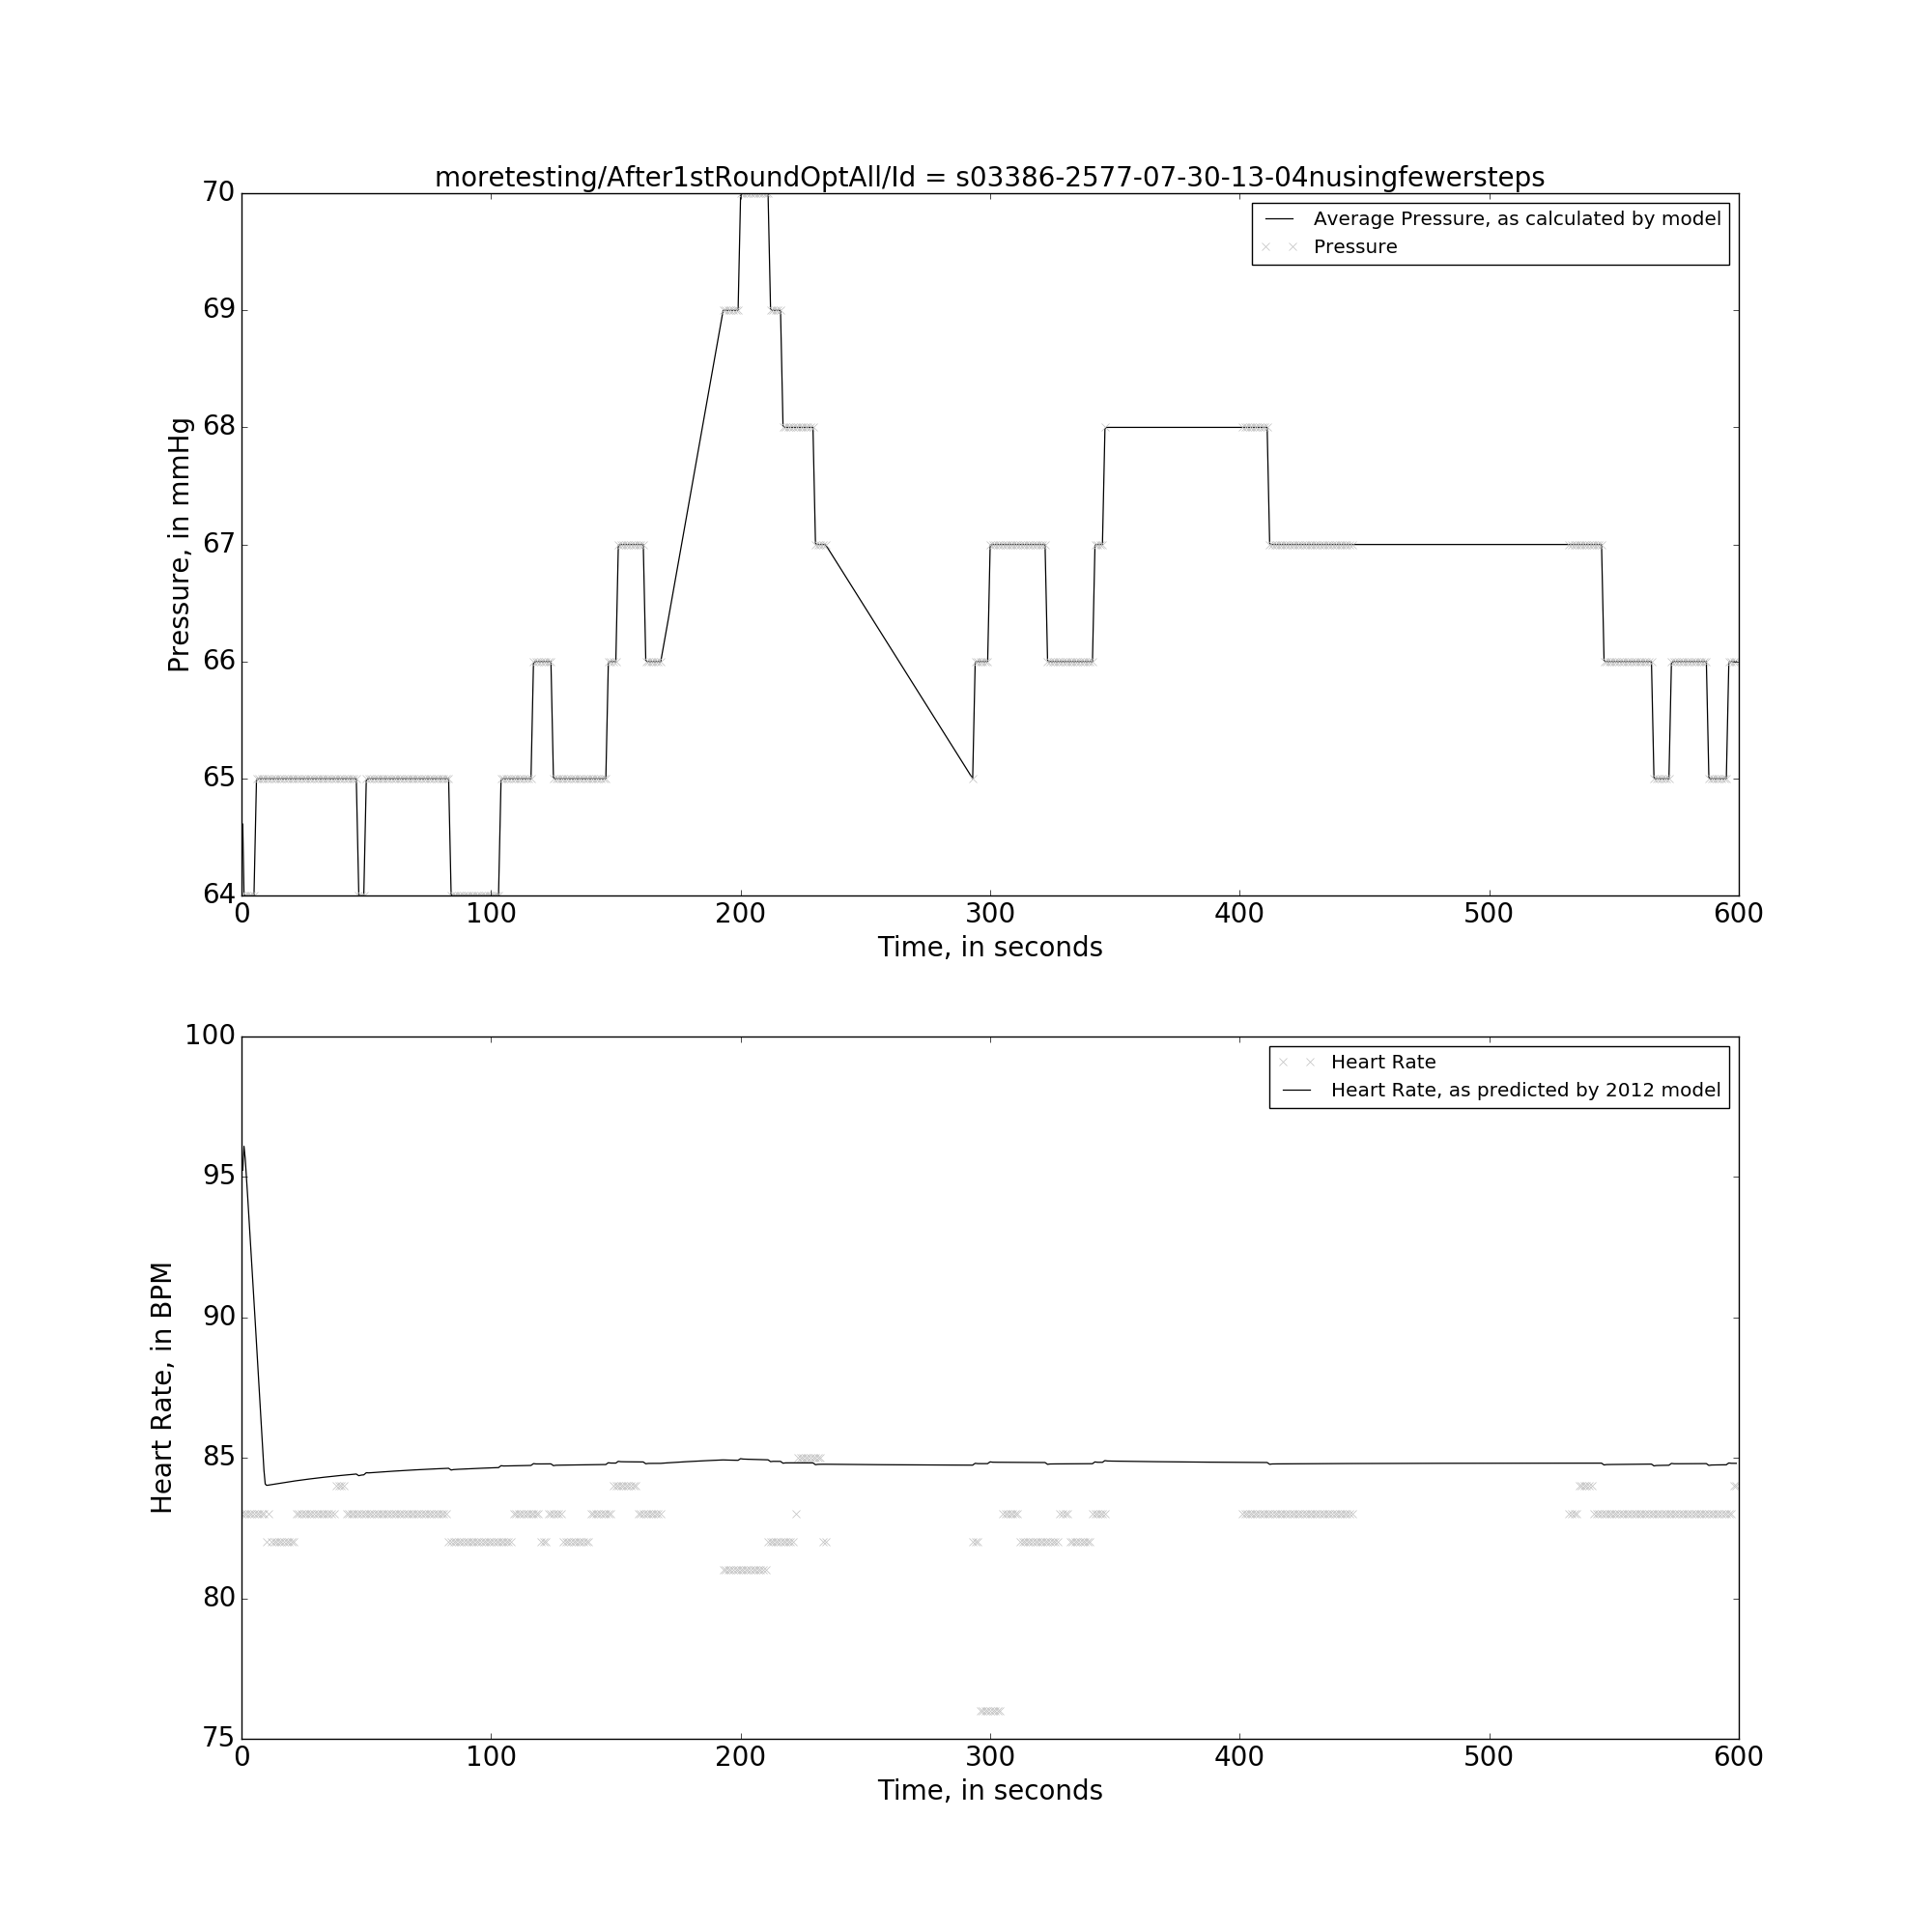 moretesting/After1stRoundOptAll/Id = s03386-2577-07-30-13-04nusingfewersteps
Average Pressure, as calculated by model
Pressure
Pressure, in mmHg
70
69
68
67
66
65
64
0 100 200 300 400 500 600
Time, in seconds
Heart Rate
Heart Rate, as predicted by 2012 model
Heart Rate, in BPM
100
95
90
85
80
75
0 100 200 300 400 500 600
Time, in seconds